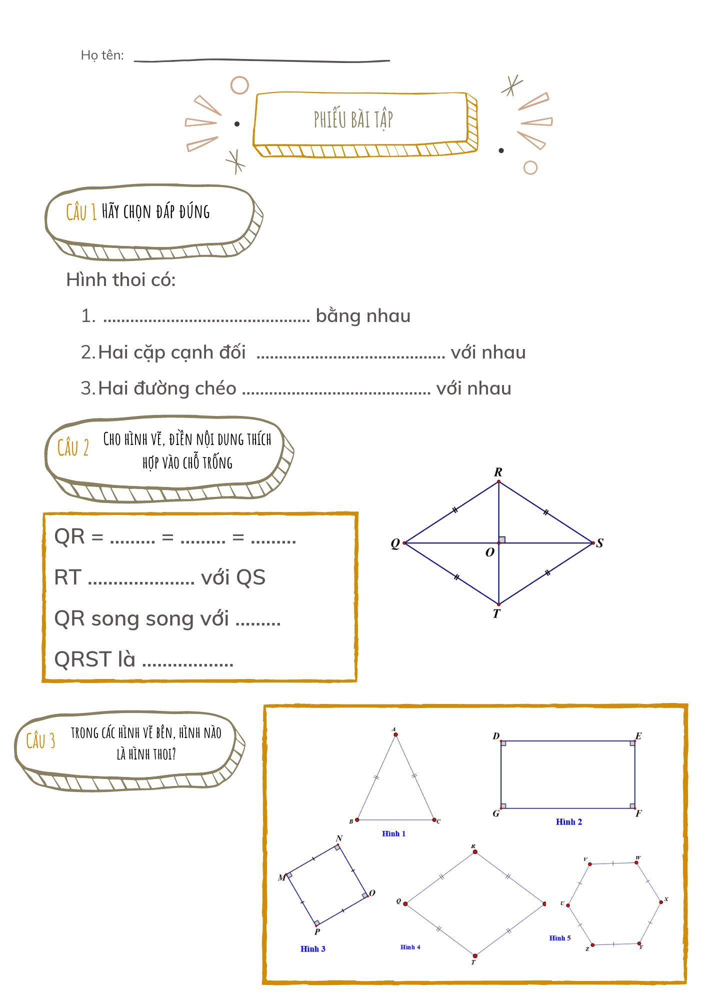 Họ tên:
PHIẾU BÀI TẬP
CÂU 1 HÃY CHỌN ĐÁP ĐÚNG
Hình thoi có:
1. .............................................. bằng nhau
2. Hai cặp cạnh đối .......................................... với nhau
3. Hai đường chéo .......................................... với nhau
CÂU 2 CHO HÌNH VẼ, ĐIỀN NỘI DUNG THÍCH
HỢP VÀO CHỖ TRỐNG
QR = ......... = ......... = .........
RT ..................... với QS
QR song song với .........
QRST là ..................
R
Q
S
O
T
CÂU 3 TRONG CÁC HÌNH VẼ BÊN, HÌNH NÀO
LÀ HÌNH THOI?
A
B
C
Hình 1
D
E
G
F
Hình 2
N
M
O
P
Hình 3
R
Q
T
Hình 4
V
W
U
X
Z
Y
Hình 5